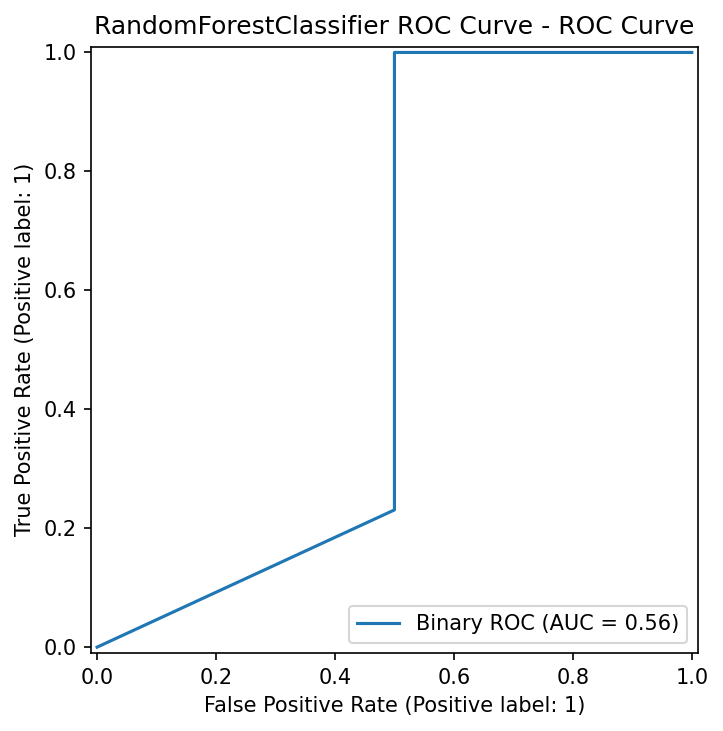 RandomForestClassifier ROC Curve - ROC Curve
1.0
0.8
0.6
0.4
0.2
0.0
True Positive Rate (Positive label: 1)
Binary ROC (AUC = 0.56)
0.0 0.2 0.4 0.6 0.8 1.0
False Positive Rate (Positive label: 1)